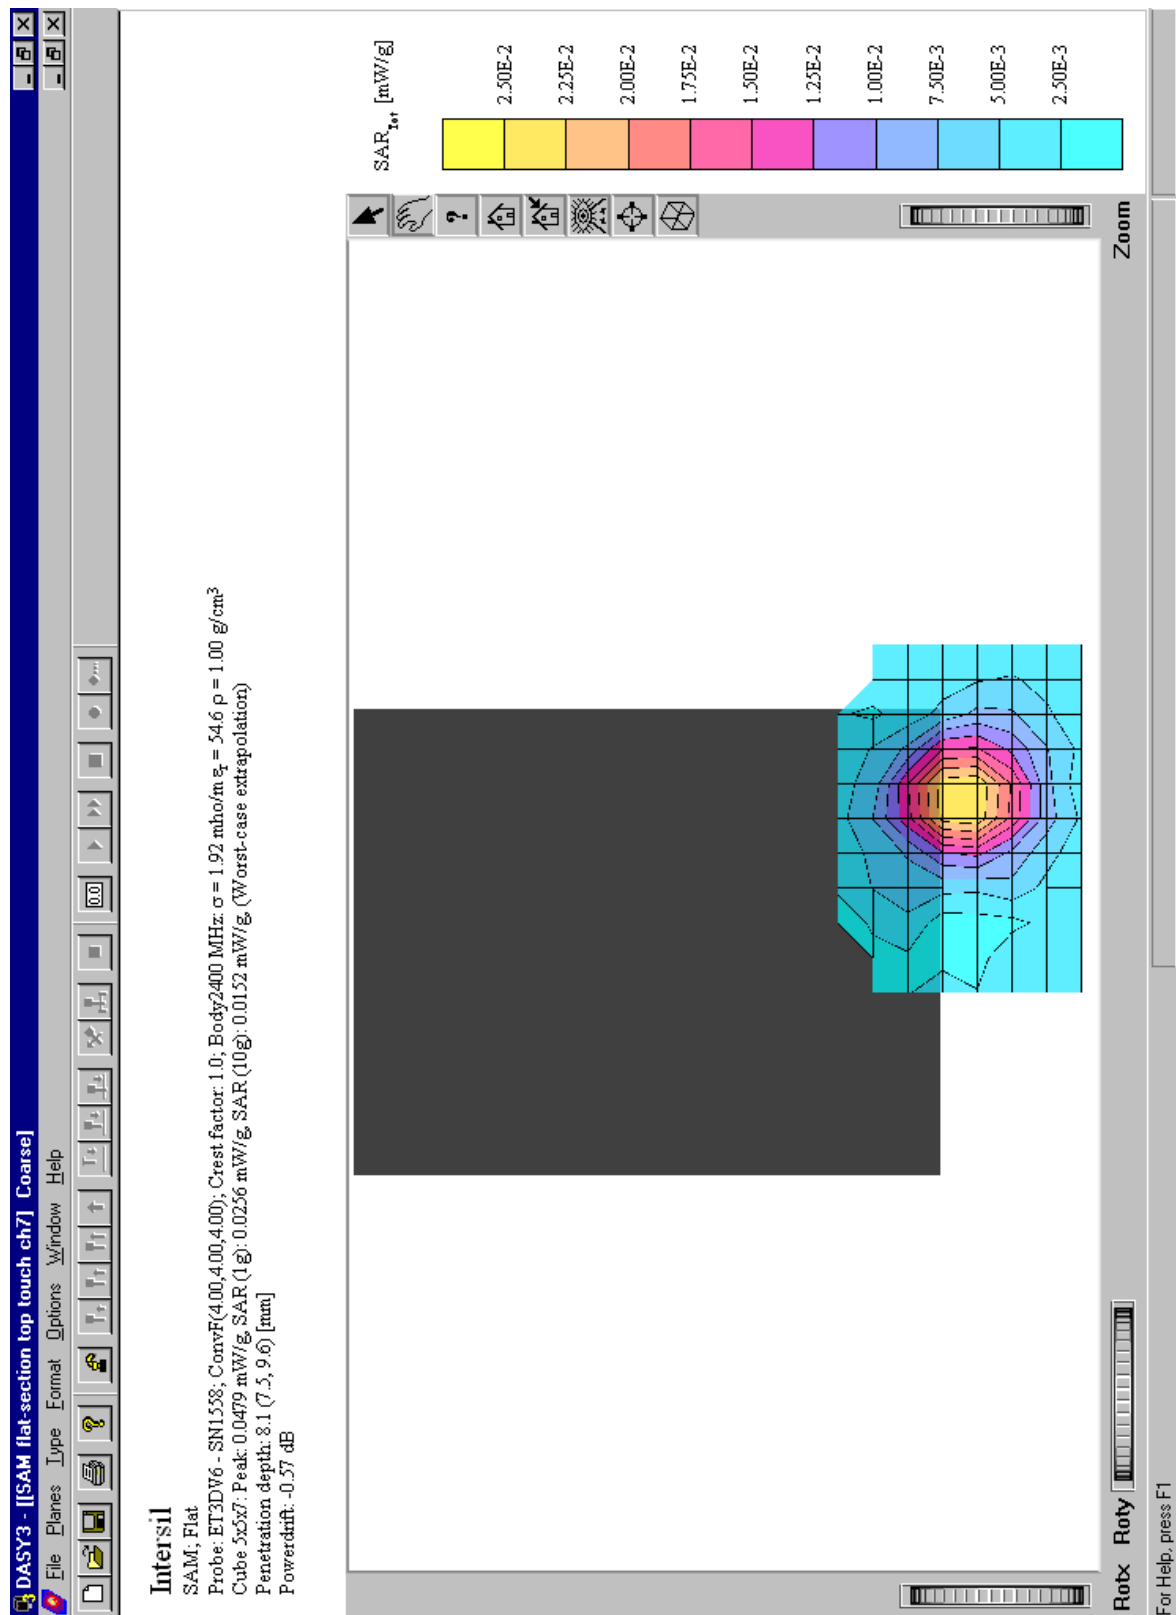 DASY3 - [[SAM flat-section top touch ch7] Coarse]
File Planes Type Format Options Window Help
0.0
Intersil
SAM; Flat
Probe: ET3DV6 - SN1558; ConvF(4.00,4.00,4.00); Crest factor: 1.0; Body2400 MHz: σ = 1.92 mho/m εr = 54.6 ρ = 1.00 g/cm³
Cube 5x5x7: Peak: 0.0479 mW/g, SAR (1g): 0.0256 mW/g, SAR (10g): 0.0152 mW/g, (Worst-case extrapolation)
Penetration depth: 8.1 (7.5, 9.6) [mm]
Powerdrift: -0.57 dB
SARTot [mW/g]
2.50E-2
2.25E-2
2.00E-2
1.75E-2
1.50E-2
1.25E-2
1.00E-2
7.50E-3
5.00E-3
2.50E-3
Rotx Roty Zoom
For Help, press F1